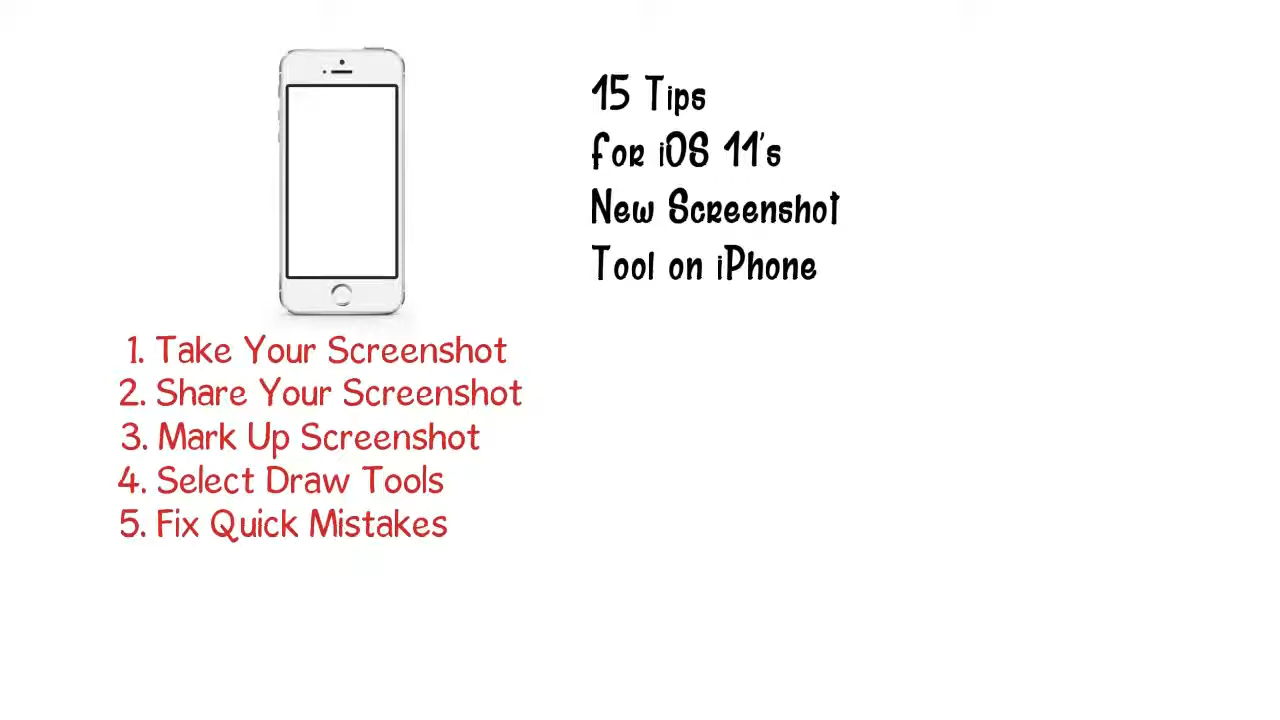 15 Tips
for iOS 11's
New Screenshot
Tool on iPhone
1. Take Your Screenshot
2. Share Your Screenshot
3. Mark Up Screenshot
4. Select Draw Tools
5. Fix Quick Mistakes